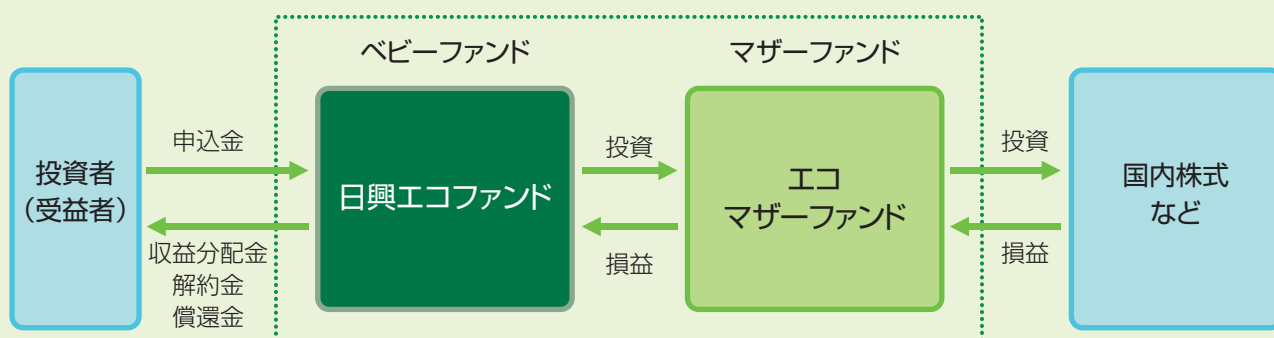 ベビーファンド
マザーファンド
投資者
（受益者）
申込金
収益分配金
解約金
償還金
日興エコファンド
投資
損益
エコ
マザーファンド
投資
損益
国内株式
など